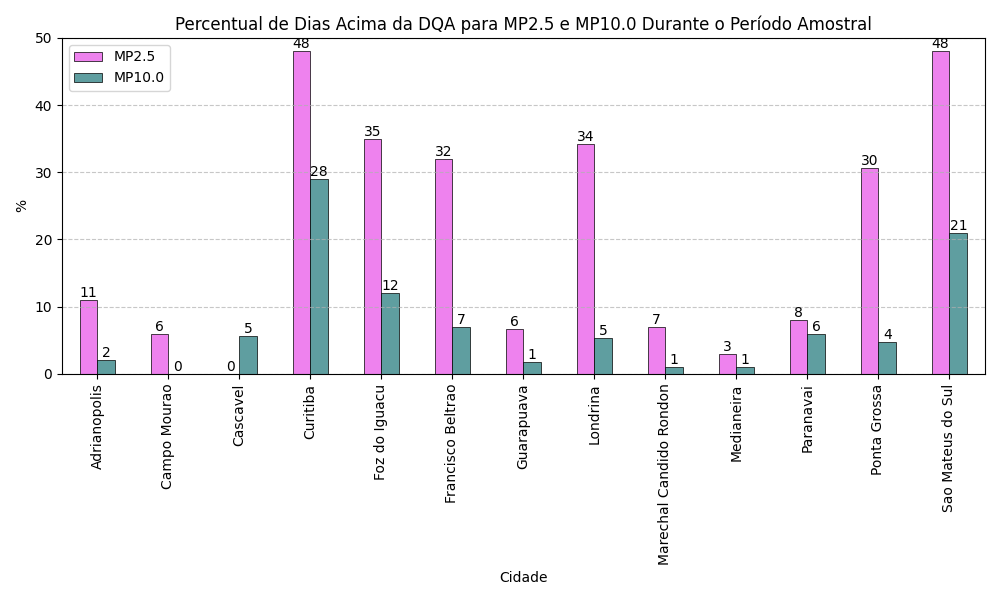 Percentual de Dias Acima da DQA para MP2.5 e MP10.0 Durante o Período Amostral
MP2.5
MP10.0
%
50
40
30
20
10
0
11
2
6
0
0
5
48
28
35
12
32
7
6
1
34
5
7
1
3
1
8
6
30
4
48
21
Adrianopolis
Campo Mourao
Cascavel
Curitiba
Foz do Iguacu
Francisco Beltrao
Guarapuava
Londrina
Marechal Candido Rondon
Medianeira
Paranavai
Ponta Grossa
Sao Mateus do Sul
Cidade